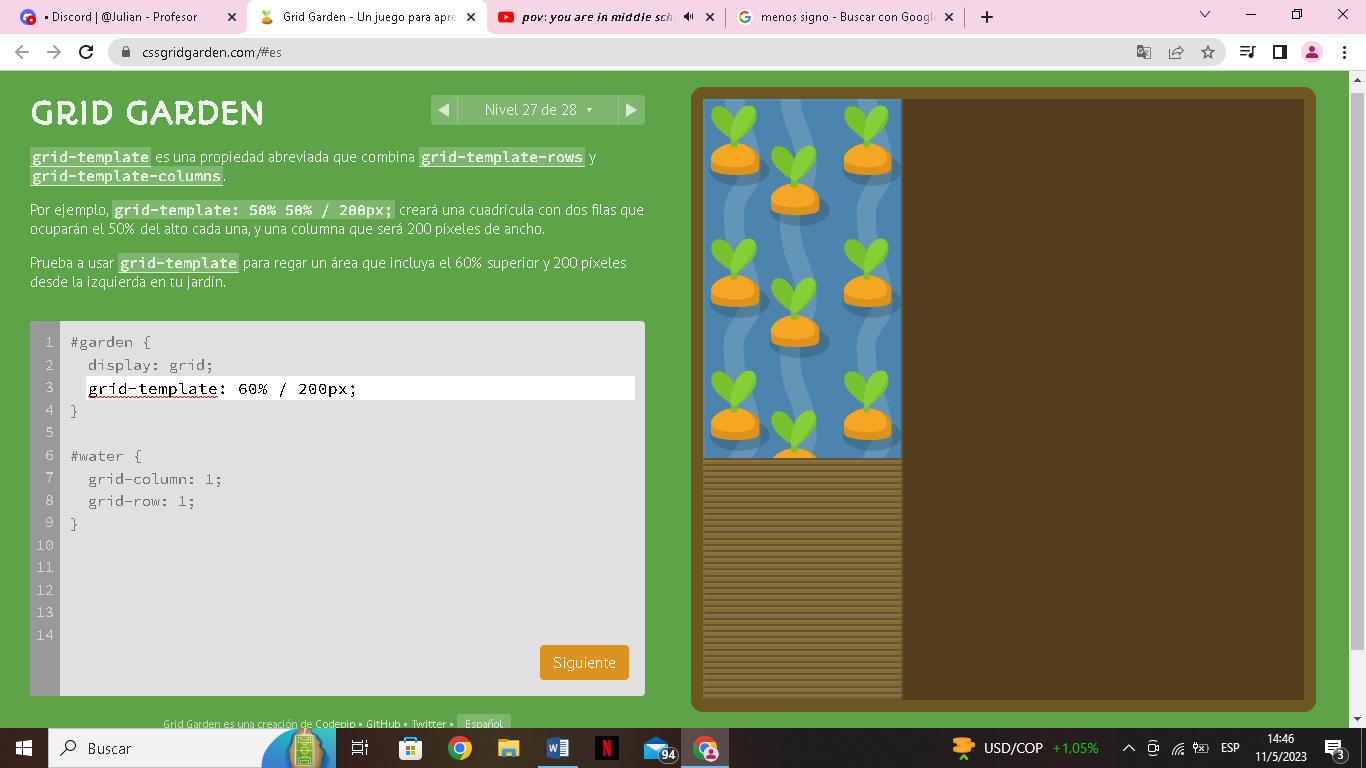 • Discord | @Julian - Profesor
Grid Garden - Un juego para apre
pov: you are in middle sch
menos signo - Buscar con Google
cssgridgarden.com/#es
GRID GARDEN
Nivel 27 de 28
grid-template es una propiedad abreviada que combina grid-template-rows y
grid-template-columns.
Por ejemplo, grid-template: 50% 50% / 200px; creará una cuadrícula con dos filas que
ocuparán el 50% del alto cada una, y una columna que será 200 píxeles de ancho.
Prueba a usar grid-template para regar un área que incluya el 60% superior y 200 píxeles
desde la izquierda en tu jardín.
1 #garden {
2 display: grid;
3 grid-template: 60% / 200px;
4 }
5
6 #water {
7 grid-column: 1;
8 grid-row: 1;
9 }
10
11
12
13
14
Siguiente
Grid Garden es una creación de Codepip • GitHub • Twitter • Español
Buscar
94
USD/COP +1,05%
ESP
14:46
11/5/2023
3